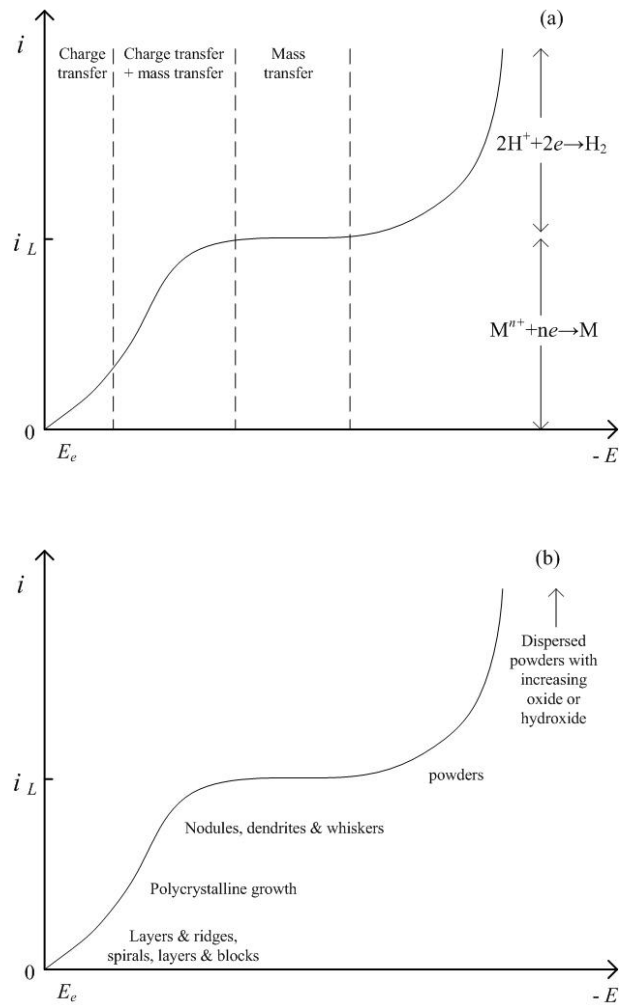 (a)
i
Charge
transfer
Charge transfer
+ mass transfer
Mass
transfer
2H⁺+2e→H₂
i L
Mⁿ⁺+ne→M
0
Eₑ
- E
(b)
i
Dispersed
powders with
increasing
oxide or
hydroxide
i L
powders
Nodules, dendrites & whiskers
Polycrystalline growth
Layers & ridges,
spirals, layers & blocks
0
Eₑ
- E